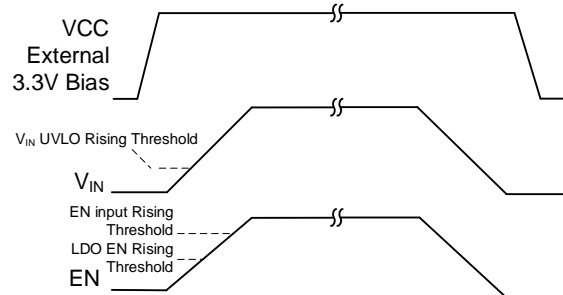 VCC
External
3.3V Bias
VIN UVLO Rising Threshold
VIN
EN input Rising
Threshold
LDO EN Rising
Threshold
EN